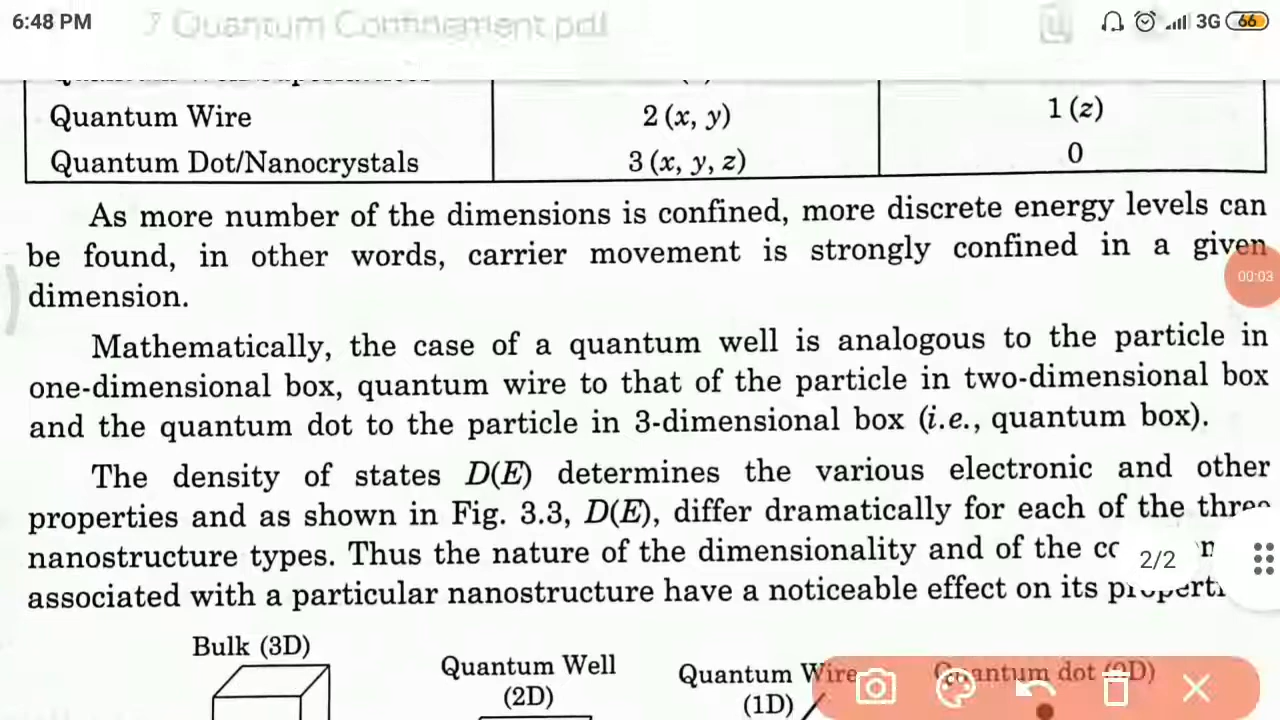 6:48 PM
7 Quantum Confinement.pdf
3G 66
Quantum Wire 2 (x, y) 1 (z)
Quantum Dot/Nanocrystals 3 (x, y, z) 0
As more number of the dimensions is confined, more discrete energy levels can
be found, in other words, carrier movement is strongly confined in a given
dimension.
00:03
Mathematically, the case of a quantum well is analogous to the particle in
one-dimensional box, quantum wire to that of the particle in two-dimensional box
and the quantum dot to the particle in 3-dimensional box (i.e., quantum box).
The density of states D(E) determines the various electronic and other
properties and as shown in Fig. 3.3, D(E), differ dramatically for each of the three
nanostructure types. Thus the nature of the dimensionality and of the
2/2
associated with a particular nanostructure have a noticeable effect on its
Bulk (3D)
Quantum Well
(2D)
Quantum Wire
(1D)
Quantum dot (0D)